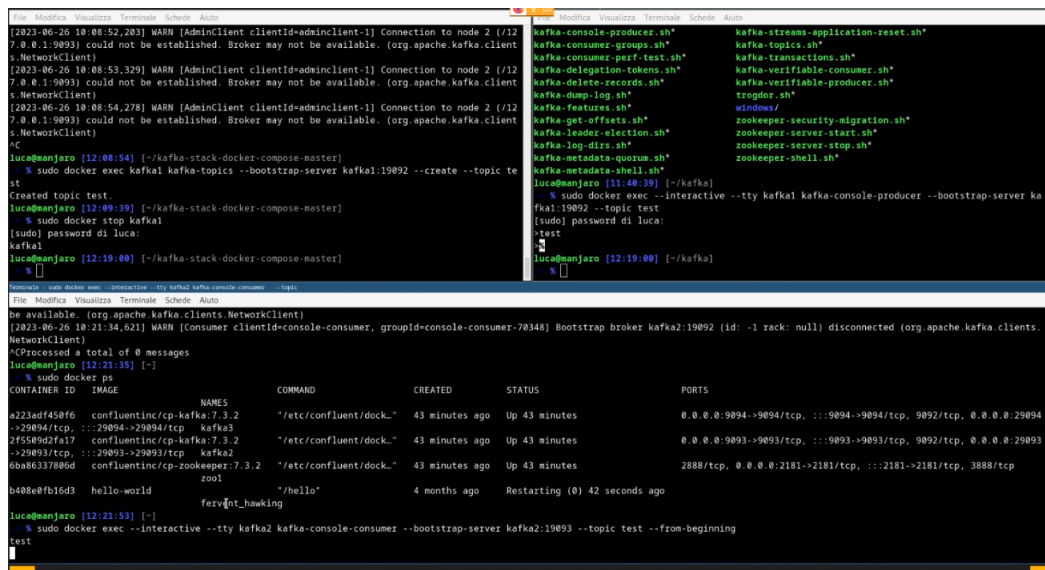 File Modifica Visualizza Terminale Schede Aiuto
[2023-06-26 10:08:52,203] WARN [AdminClient clientId=adminclient-1] Connection to node 2 (/12
7.0.0.1:9093) could not be established. Broker may not be available. (org.apache.kafka.client
s.NetworkClient)
[2023-06-26 10:08:53,329] WARN [AdminClient clientId=adminclient-1] Connection to node 2 (/12
7.0.0.1:9093) could not be established. Broker may not be available. (org.apache.kafka.client
s.NetworkClient)
[2023-06-26 10:08:54,278] WARN [AdminClient clientId=adminclient-1] Connection to node 2 (/12
7.0.0.1:9093) could not be established. Broker may not be available. (org.apache.kafka.client
s.NetworkClient)
^C
luca@manjaro [12:08:54] [~/kafka-stack-docker-compose-master]
% sudo docker exec kafka1 kafka-topics --bootstrap-server kafka1:19092 --create --topic te
st
Created topic test.
luca@manjaro [12:09:39] [~/kafka-stack-docker-compose-master]
% sudo docker stop kafka1
[sudo] password di luca:
kafka1
luca@manjaro [12:19:00] [~/kafka-stack-docker-compose-master]
%
File Modifica Visualizza Terminale Schede Aiuto
kafka-console-producer.sh* kafka-streams-application-reset.sh*
kafka-consumer-groups.sh* kafka-topics.sh*
kafka-consumer-perf-test.sh* kafka-transactions.sh*
kafka-delegation-tokens.sh* kafka-verifiable-consumer.sh*
kafka-delete-records.sh* kafka-verifiable-producer.sh*
kafka-dump-log.sh* trogdor.sh*
kafka-features.sh* windows/
kafka-get-offsets.sh* zookeeper-security-migration.sh*
kafka-leader-election.sh* zookeeper-server-start.sh*
kafka-log-dirs.sh* zookeeper-server-stop.sh*
kafka-metadata-quorum.sh* zookeeper-shell.sh*
kafka-metadata-shell.sh*
luca@manjaro [11:40:39] [~/kafka]
% sudo docker exec --interactive --tty kafka1 kafka-console-producer --bootstrap-server ka
fka1:19092 --topic test
[sudo] password di luca:
>test
>%
luca@manjaro [12:19:00] [~/kafka]
%
Terminale - sudo docker exec --interactive --tty kafka2 kafka-console-consumer --topic
File Modifica Visualizza Terminale Schede Aiuto
be available. (org.apache.kafka.clients.NetworkClient)
[2023-06-26 10:21:34,621] WARN [Consumer clientId=console-consumer, groupId=console-consumer-70348] Bootstrap broker kafka2:19092 (id: -1 rack: null) disconnected (org.apache.kafka.clients.
NetworkClient)
^CProcessed a total of 0 messages
luca@manjaro [12:21:35] [~]
% sudo docker ps
CONTAINER ID IMAGE COMMAND CREATED STATUS PORTS
NAMES
a223adf450f6 confluentinc/cp-kafka:7.3.2 "/etc/confluent/dock…" 43 minutes ago Up 43 minutes 0.0.0.0:9094->9094/tcp, :::9094->9094/tcp, 9092/tcp, 0.0.0.0:29094
->29094/tcp, :::29094->29094/tcp kafka3
2f5509d2fa17 confluentinc/cp-kafka:7.3.2 "/etc/confluent/dock…" 43 minutes ago Up 43 minutes 0.0.0.0:9093->9093/tcp, :::9093->9093/tcp, 9092/tcp, 0.0.0.0:29093
->29093/tcp, :::29093->29093/tcp kafka2
6ba86337806d confluentinc/cp-zookeeper:7.3.2 "/etc/confluent/dock…" 43 minutes ago Up 43 minutes 2888/tcp, 0.0.0.0:2181->2181/tcp, :::2181->2181/tcp, 3888/tcp
zoo1
b408e0fb16d3 hello-world "/hello" 4 months ago Restarting (0) 42 seconds ago
fervent_hawking
luca@manjaro [12:21:53] [~]
% sudo docker exec --interactive --tty kafka2 kafka-console-consumer --bootstrap-server kafka2:19093 --topic test --from-beginning
test